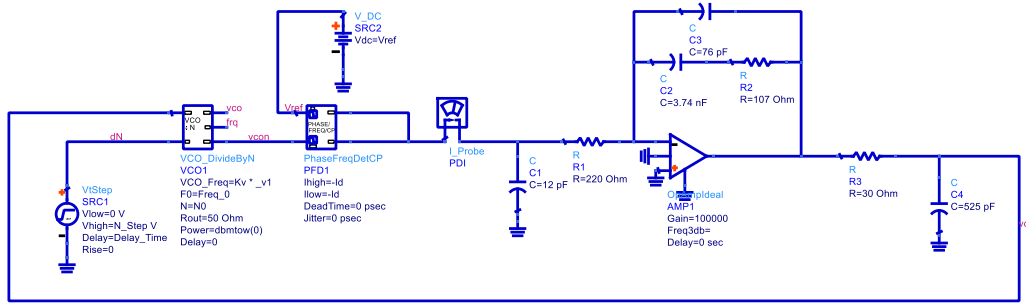 V_DC
SRC2
Vdc=Vref
C
C3
C=76 pF
C
C2
C=3.74 nF
R
R2
R=107 Ohm
vco
VCO
÷ N
frq
dN
vcon
Vref
PHASE/
FREQ/CP
I_Probe
PDI
VCO_DivideByN
VCO1
VCO_Freq=Kv * _v1
F0=Freq_0
N=N0
Rout=50 Ohm
Power=dbmtow(0)
Delay=0
PhaseFreqDetCP
PFD1
Ihigh=-Id
Ilow=-Id
DeadTime=0 psec
Jitter=0 psec
C
C1
C=12 pF
R
R1
R=220 Ohm
AMP1
Gain=100000
Freq3db=
Delay=0 sec
R
R3
R=30 Ohm
C
C4
C=525 pF
VtStep
SRC1
Vlow=0 V
Vhigh=N_Step V
Delay=Delay_Time
Rise=0